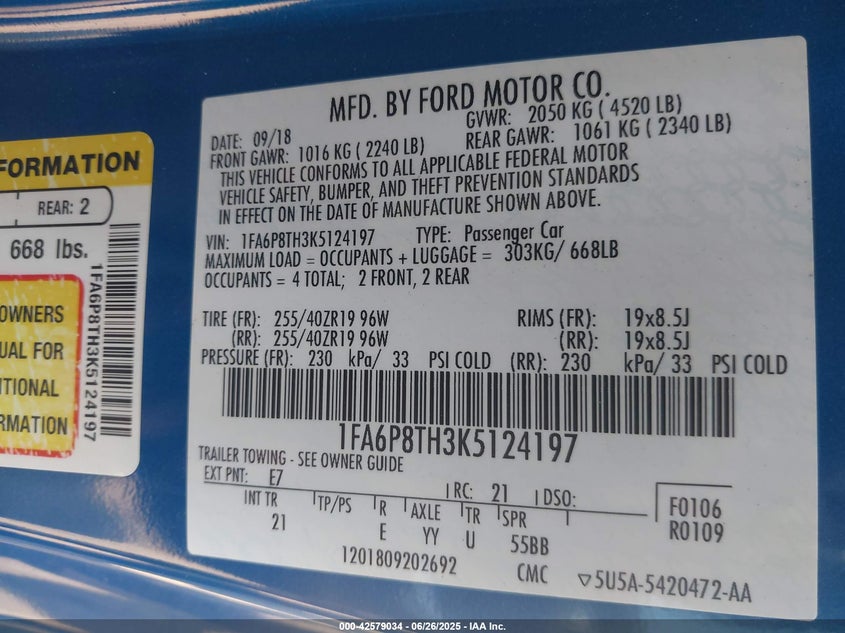 FORMATION
REAR: 2
668 lbs.
OWNERS
UAL FOR
ITIONAL
RMATION
1FA6P8TH3K5124197
MFD. BY FORD MOTOR CO.
DATE: 09/18
GVWR: 2050 KG ( 4520 LB)
FRONT GAWR: 1016 KG ( 2240 LB)
REAR GAWR: 1061 KG ( 2340 LB)
THIS VEHICLE CONFORMS TO ALL APPLICABLE FEDERAL MOTOR
VEHICLE SAFETY, BUMPER, AND THEFT PREVENTION STANDARDS
IN EFFECT ON THE DATE OF MANUFACTURE SHOWN ABOVE.
VIN: 1FA6P8TH3K5124197 TYPE: Passenger Car
MAXIMUM LOAD = OCCUPANTS + LUGGAGE = 303KG/ 668LB
OCCUPANTS = 4 TOTAL; 2 FRONT, 2 REAR
TIRE (FR): 255/40ZR19 96W RIMS (FR): 19x8.5J
(RR): 255/40ZR19 96W (RR): 19x8.5J
PRESSURE (FR): 230 kPa/ 33 PSI COLD (RR): 230 kPa/ 33 PSI COLD
1FA6P8TH3K5124197
TRAILER TOWING - SEE OWNER GUIDE
EXT PNT: E7 RC: 21 DSO:
INT TR TP/PS R AXLE TR SPR
21 E YY U 55BB
F0106
R0109
1201809202692 CMC ▽5U5A-5420472-AA
000-42579034 - 06/26/2025 - IAA Inc.